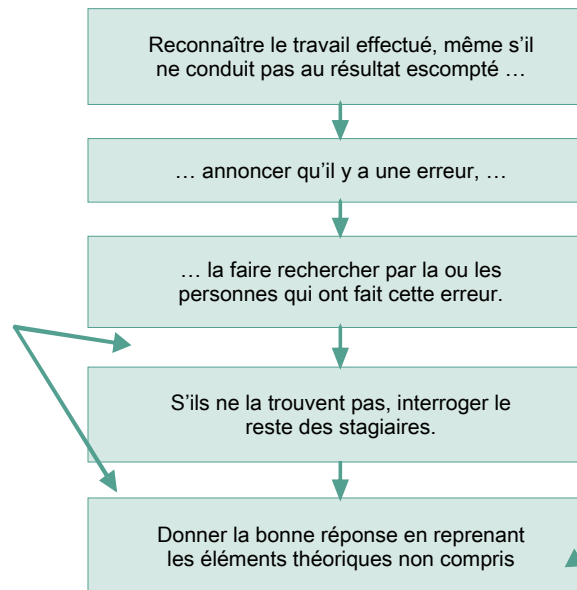 Reconnaître le travail effectué, même s’il
ne conduit pas au résultat escompté …
… annoncer qu’il y a une erreur, …
… la faire rechercher par la ou les
personnes qui ont fait cette erreur.
S’ils ne la trouvent pas, interroger le
reste des stagiaires.
Donner la bonne réponse en reprenant
les éléments théoriques non compris